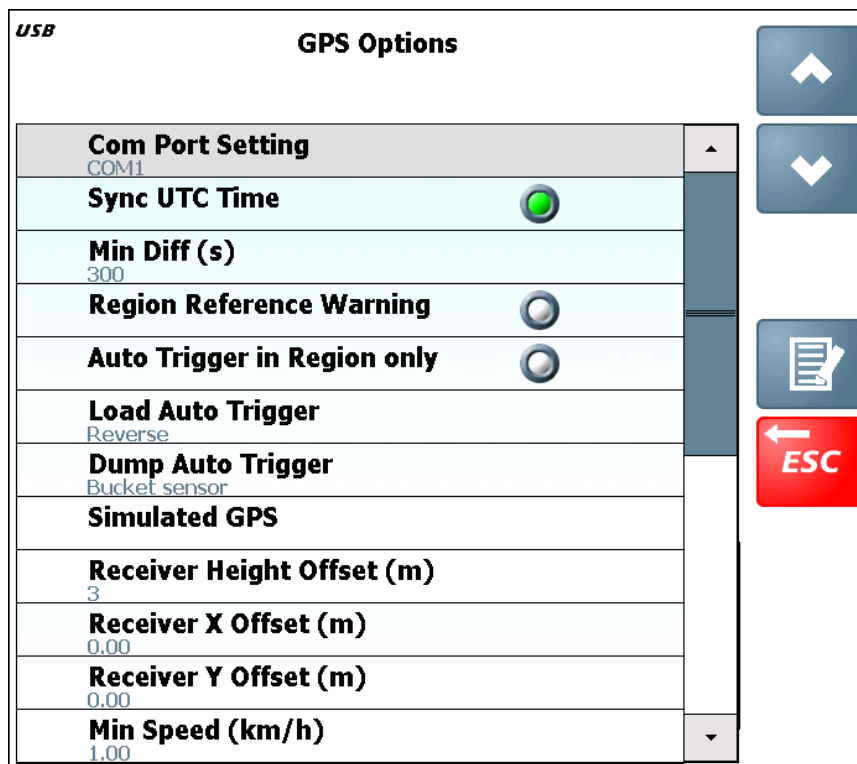 USB
GPS Options
Com Port Setting
COM1
Sync UTC Time
Min Diff (s)
300
Region Reference Warning
Auto Trigger in Region only
Load Auto Trigger
Reverse
Dump Auto Trigger
Bucket sensor
Simulated GPS
Receiver Height Offset (m)
3
Receiver X Offset (m)
0.00
Receiver Y Offset (m)
0.00
Min Speed (km/h)
1.00
ESC